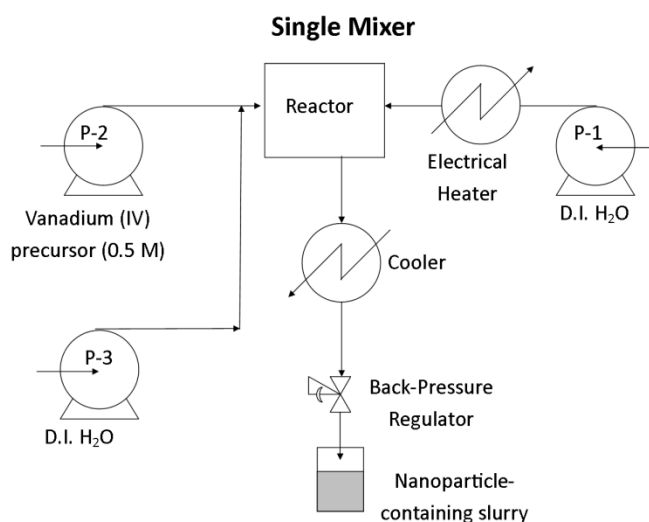 Single Mixer
P-2
Reactor
P-1
Electrical
Heater
D.I. H₂O
Vanadium (IV)
precursor (0.5 M)
Cooler
P-3
D.I. H₂O
Back-Pressure
Regulator
Nanoparticle-
containing slurry